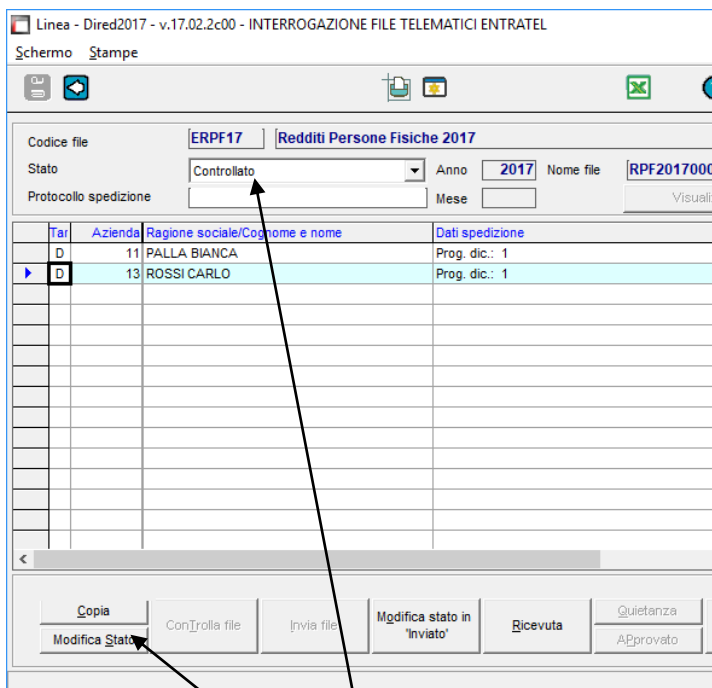 Linea - Dired2017 - v.17.02.2c00 - INTERROGAZIONE FILE TELEMATICI ENTRATEL
Schermo Stampe
Codice file ERPF17 Redditi Persone Fisiche 2017
Stato Controllato Anno 2017 Nome file RPF2017000
Protocollo spedizione Mese Visuali
Tar Azienda Ragione sociale/Cognome e nome Dati spedizione
D 11 PALLA BIANCA Prog. dic.: 1
D 13 ROSSI CARLO Prog. dic.: 1
Copia ConTrolla file Invia file Modifica stato in 'Inviato' Ricevuta Quietanza
Modifica Stato APprovato